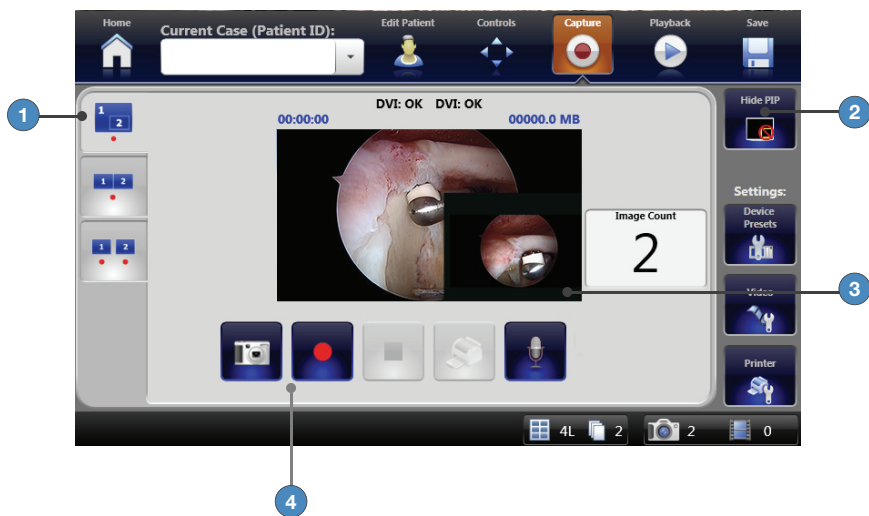 Home
Current Case (Patient ID):
Edit Patient
Controls
Capture
Playback
Save
1
1
2
DVI: OK DVI: OK
00:00:00
00000.0 MB
Hide PIP
2
1 2
1 2
Image Count
2
Settings:
Device
Presets
Video
3
Printer
4L
2
2
0
4